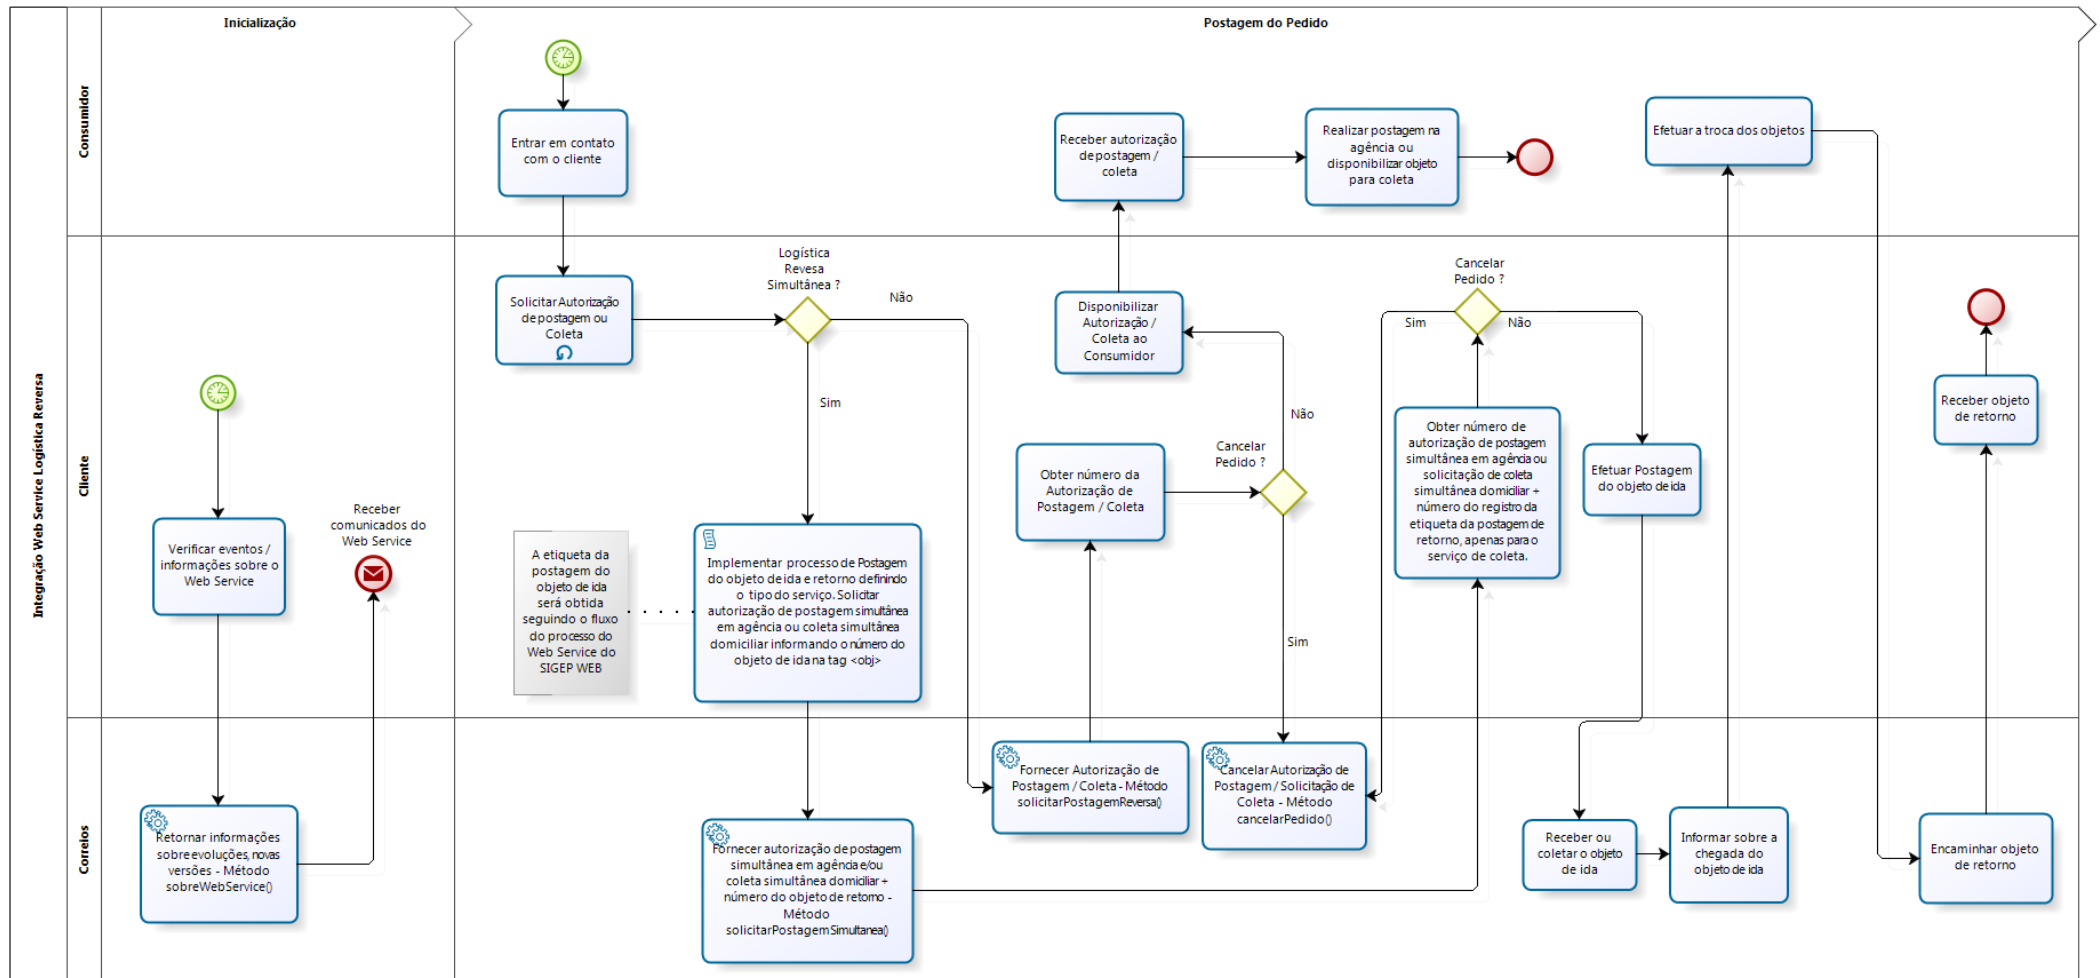 Inicialização
Postagem do Pedido
Integração Web Service Logística Reversa
Consumidor
Cliente
Correios
Entrar em contato
com o cliente
Receber autorização
de postagem /
coleta
Realizar postagem na
agência ou
disponibilizar objeto
para coleta
Efetuar a troca dos objetos
Solicitar Autorização
de postagem ou
Coleta
Logística
Revesa
Simultânea ?
Não
Sim
Disponibilizar
Autorização /
Coleta ao
Consumidor
Cancelar
Pedido ?
Sim
Não
Receber objeto
de retorno
Não
Cancelar
Pedido ?
Sim
Obter número da
Autorização de
Postagem / Coleta
Obter número de
autorização de postagem
simultânea em agência ou
solicitação de coleta
simultânea domiciliar +
número do registro da
etiqueta da postagem de
retorno, apenas para o
serviço de coleta.
Efetuar Postagem
do objeto de ida
Verificar eventos /
informações sobre o
Web Service
Receber
comunicados do
Web Service
A etiqueta da
postagem do
objeto de ida
será obtida
seguindo o fluxo
do processo do
Web Service do
SIGEP WEB
Implementar processo de Postagem
do objeto de ida e retorno definindo
o tipo do serviço. Solicitar
autorização de postagem simultânea
em agência ou coleta simultânea
domiciliar informando o número do
objeto de ida na tag <obj>
Retornar informações
sobre evoluções, novas
versões - Método
sobreWebService()
Fornecer autorização de postagem
simultânea em agência e/ou
coleta simultânea domiciliar +
número do objeto de retorno -
Método
solicitarPostagemSimultanea()
Fornecer Autorização de
Postagem / Coleta - Método
solicitarPostagemReversa()
Cancelar Autorização de
Postagem / Solicitação de
Coleta - Método
cancelarPedido()
Receber ou
coletar o objeto
de ida
Informar sobre a
chegada do
objeto de ida
Encaminhar objeto
de retorno